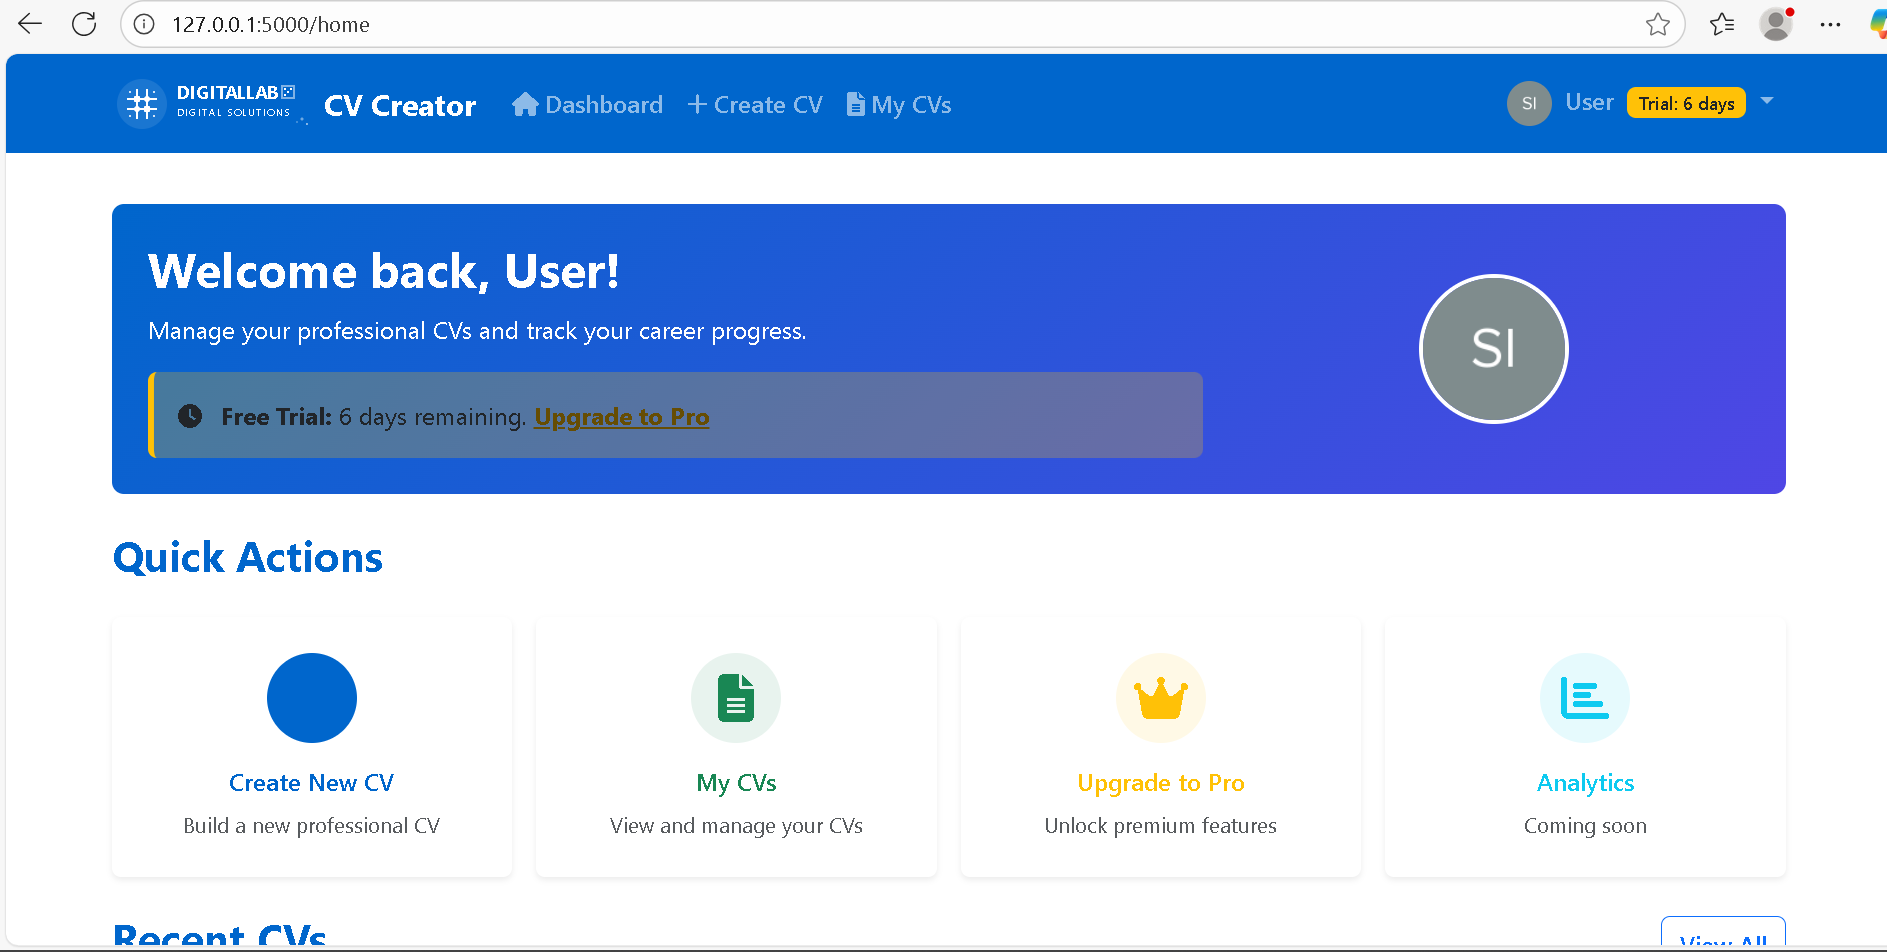 127.0.0.1:5000/home
DIGITALLAB
DIGITAL SOLUTIONS
CV Creator
Dashboard
Create CV
My CVs
SI
User
Trial: 6 days
Welcome back, User!
Manage your professional CVs and track your career progress.
Free Trial: 6 days remaining. Upgrade to Pro
SI
Quick Actions
Create New CV
Build a new professional CV
My CVs
View and manage your CVs
Upgrade to Pro
Unlock premium features
Analytics
Coming soon
Recent CVs
View All